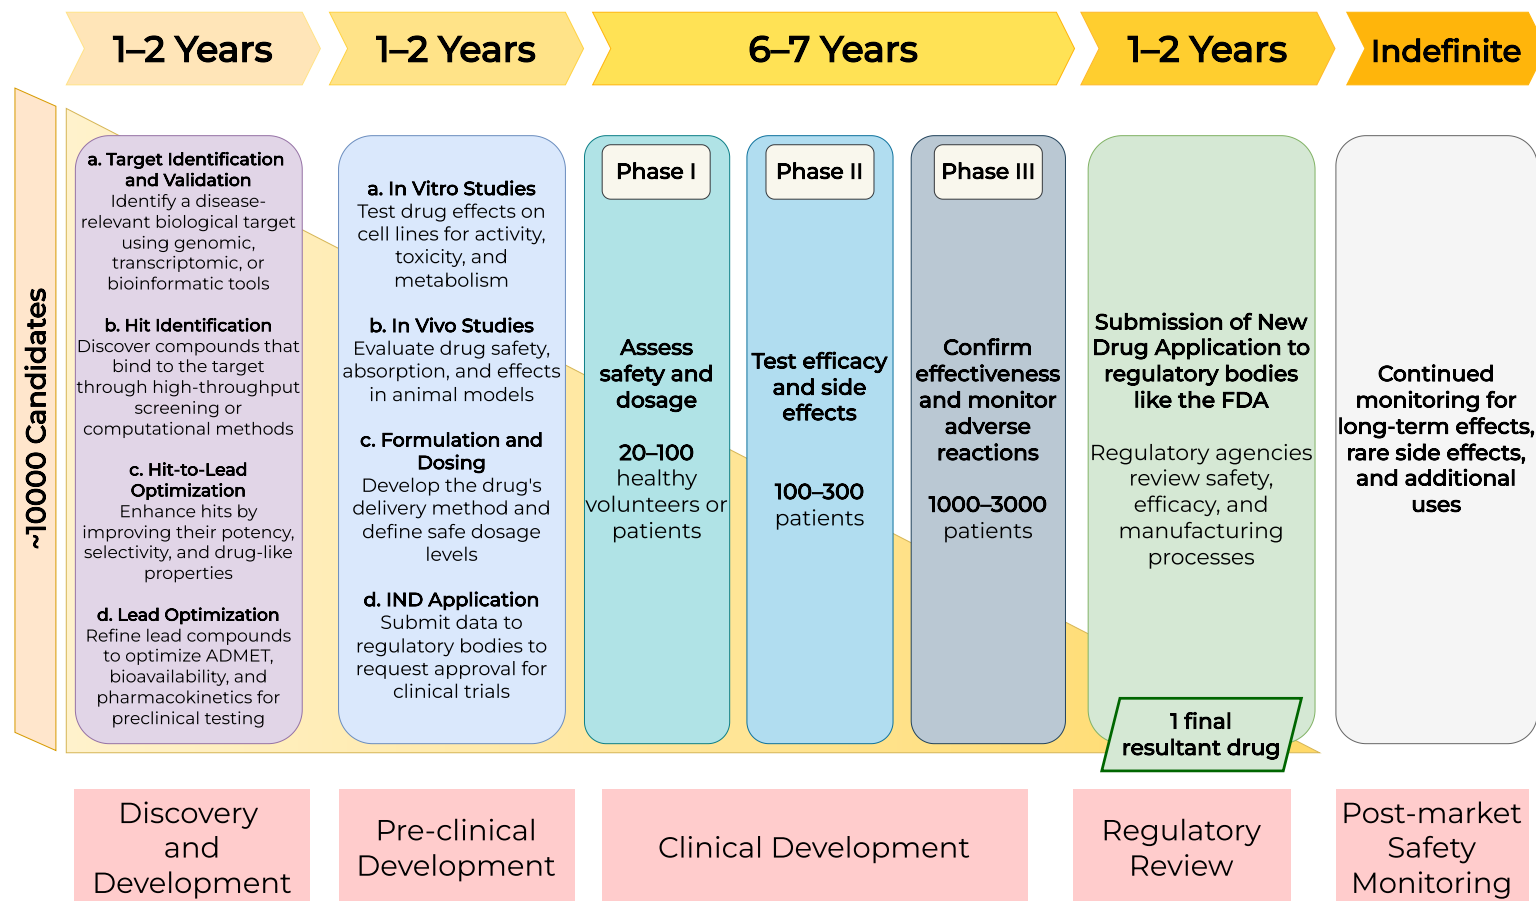 1–2 Years
1–2 Years
6–7 Years
1–2 Years
Indefinite
~10000 Candidates
a. Target Identification
and Validation
Identify a disease-
relevant biological target
using genomic,
transcriptomic, or
bioinformatic tools
b. Hit Identification
Discover compounds that
bind to the target
through high-throughput
screening or
computational methods
c. Hit-to-Lead
Optimization
Enhance hits by
improving their potency,
selectivity, and drug-like
properties
d. Lead Optimization
Refine lead compounds
to optimize ADMET,
bioavailability, and
pharmacokinetics for
preclinical testing
a. In Vitro Studies
Test drug effects on
cell lines for activity,
toxicity, and
metabolism
b. In Vivo Studies
Evaluate drug safety,
absorption, and effects
in animal models
c. Formulation and
Dosing
Develop the drug's
delivery method and
define safe dosage
levels
d. IND Application
Submit data to
regulatory bodies to
request approval for
clinical trials
Phase I
Assess
safety and
dosage
20–100
healthy
volunteers or
patients
Phase II
Test efficacy
and side
effects
100–300
patients
Phase III
Confirm
effectiveness
and monitor
adverse
reactions
1000–3000
patients
Submission of New
Drug Application to
regulatory bodies
like the FDA
Regulatory agencies
review safety,
efficacy, and
manufacturing
processes
1 final
resultant drug
Continued
monitoring for
long-term effects,
rare side effects,
and additional
uses
Discovery
and
Development
Pre-clinical
Development
Clinical Development
Regulatory
Review
Post-market
Safety
Monitoring